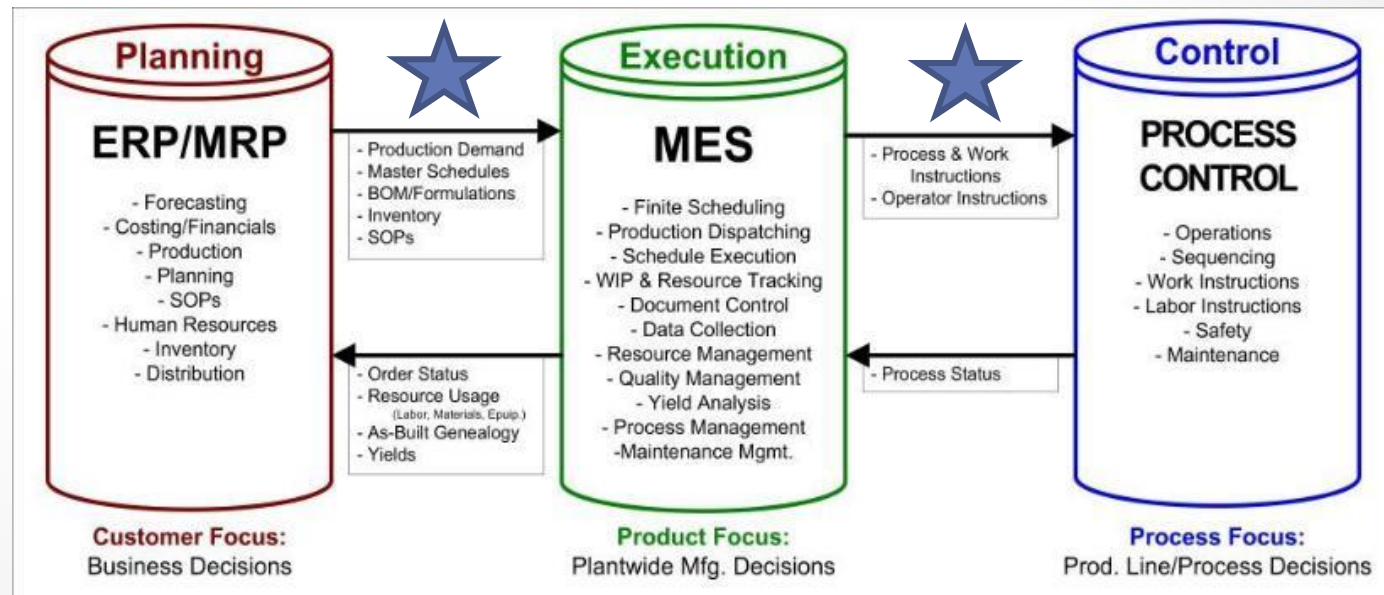 Planning
ERP/MRP
- Forecasting
- Costing/Financials
- Production
- Planning
- SOPs
- Human Resources
- Inventory
- Distribution
Customer Focus:
Business Decisions
- Production Demand
- Master Schedules
- BOM/Formulations
- Inventory
- SOPs
- Order Status
- Resource Usage
(Labor, Materials, Epuip.)
- As-Built Genealogy
- Yields
Execution
MES
- Finite Scheduling
- Production Dispatching
- Schedule Execution
- WIP & Resource Tracking
- Document Control
- Data Collection
- Resource Management
- Quality Management
- Yield Analysis
- Process Management
-Maintenance Mgmt.
Product Focus:
Plantwide Mfg. Decisions
- Process & Work
Instructions
- Operator Instructions
- Process Status
Control
PROCESS
CONTROL
- Operations
- Sequencing
- Work Instructions
- Labor Instructions
- Safety
- Maintenance
Process Focus:
Prod. Line/Process Decisions